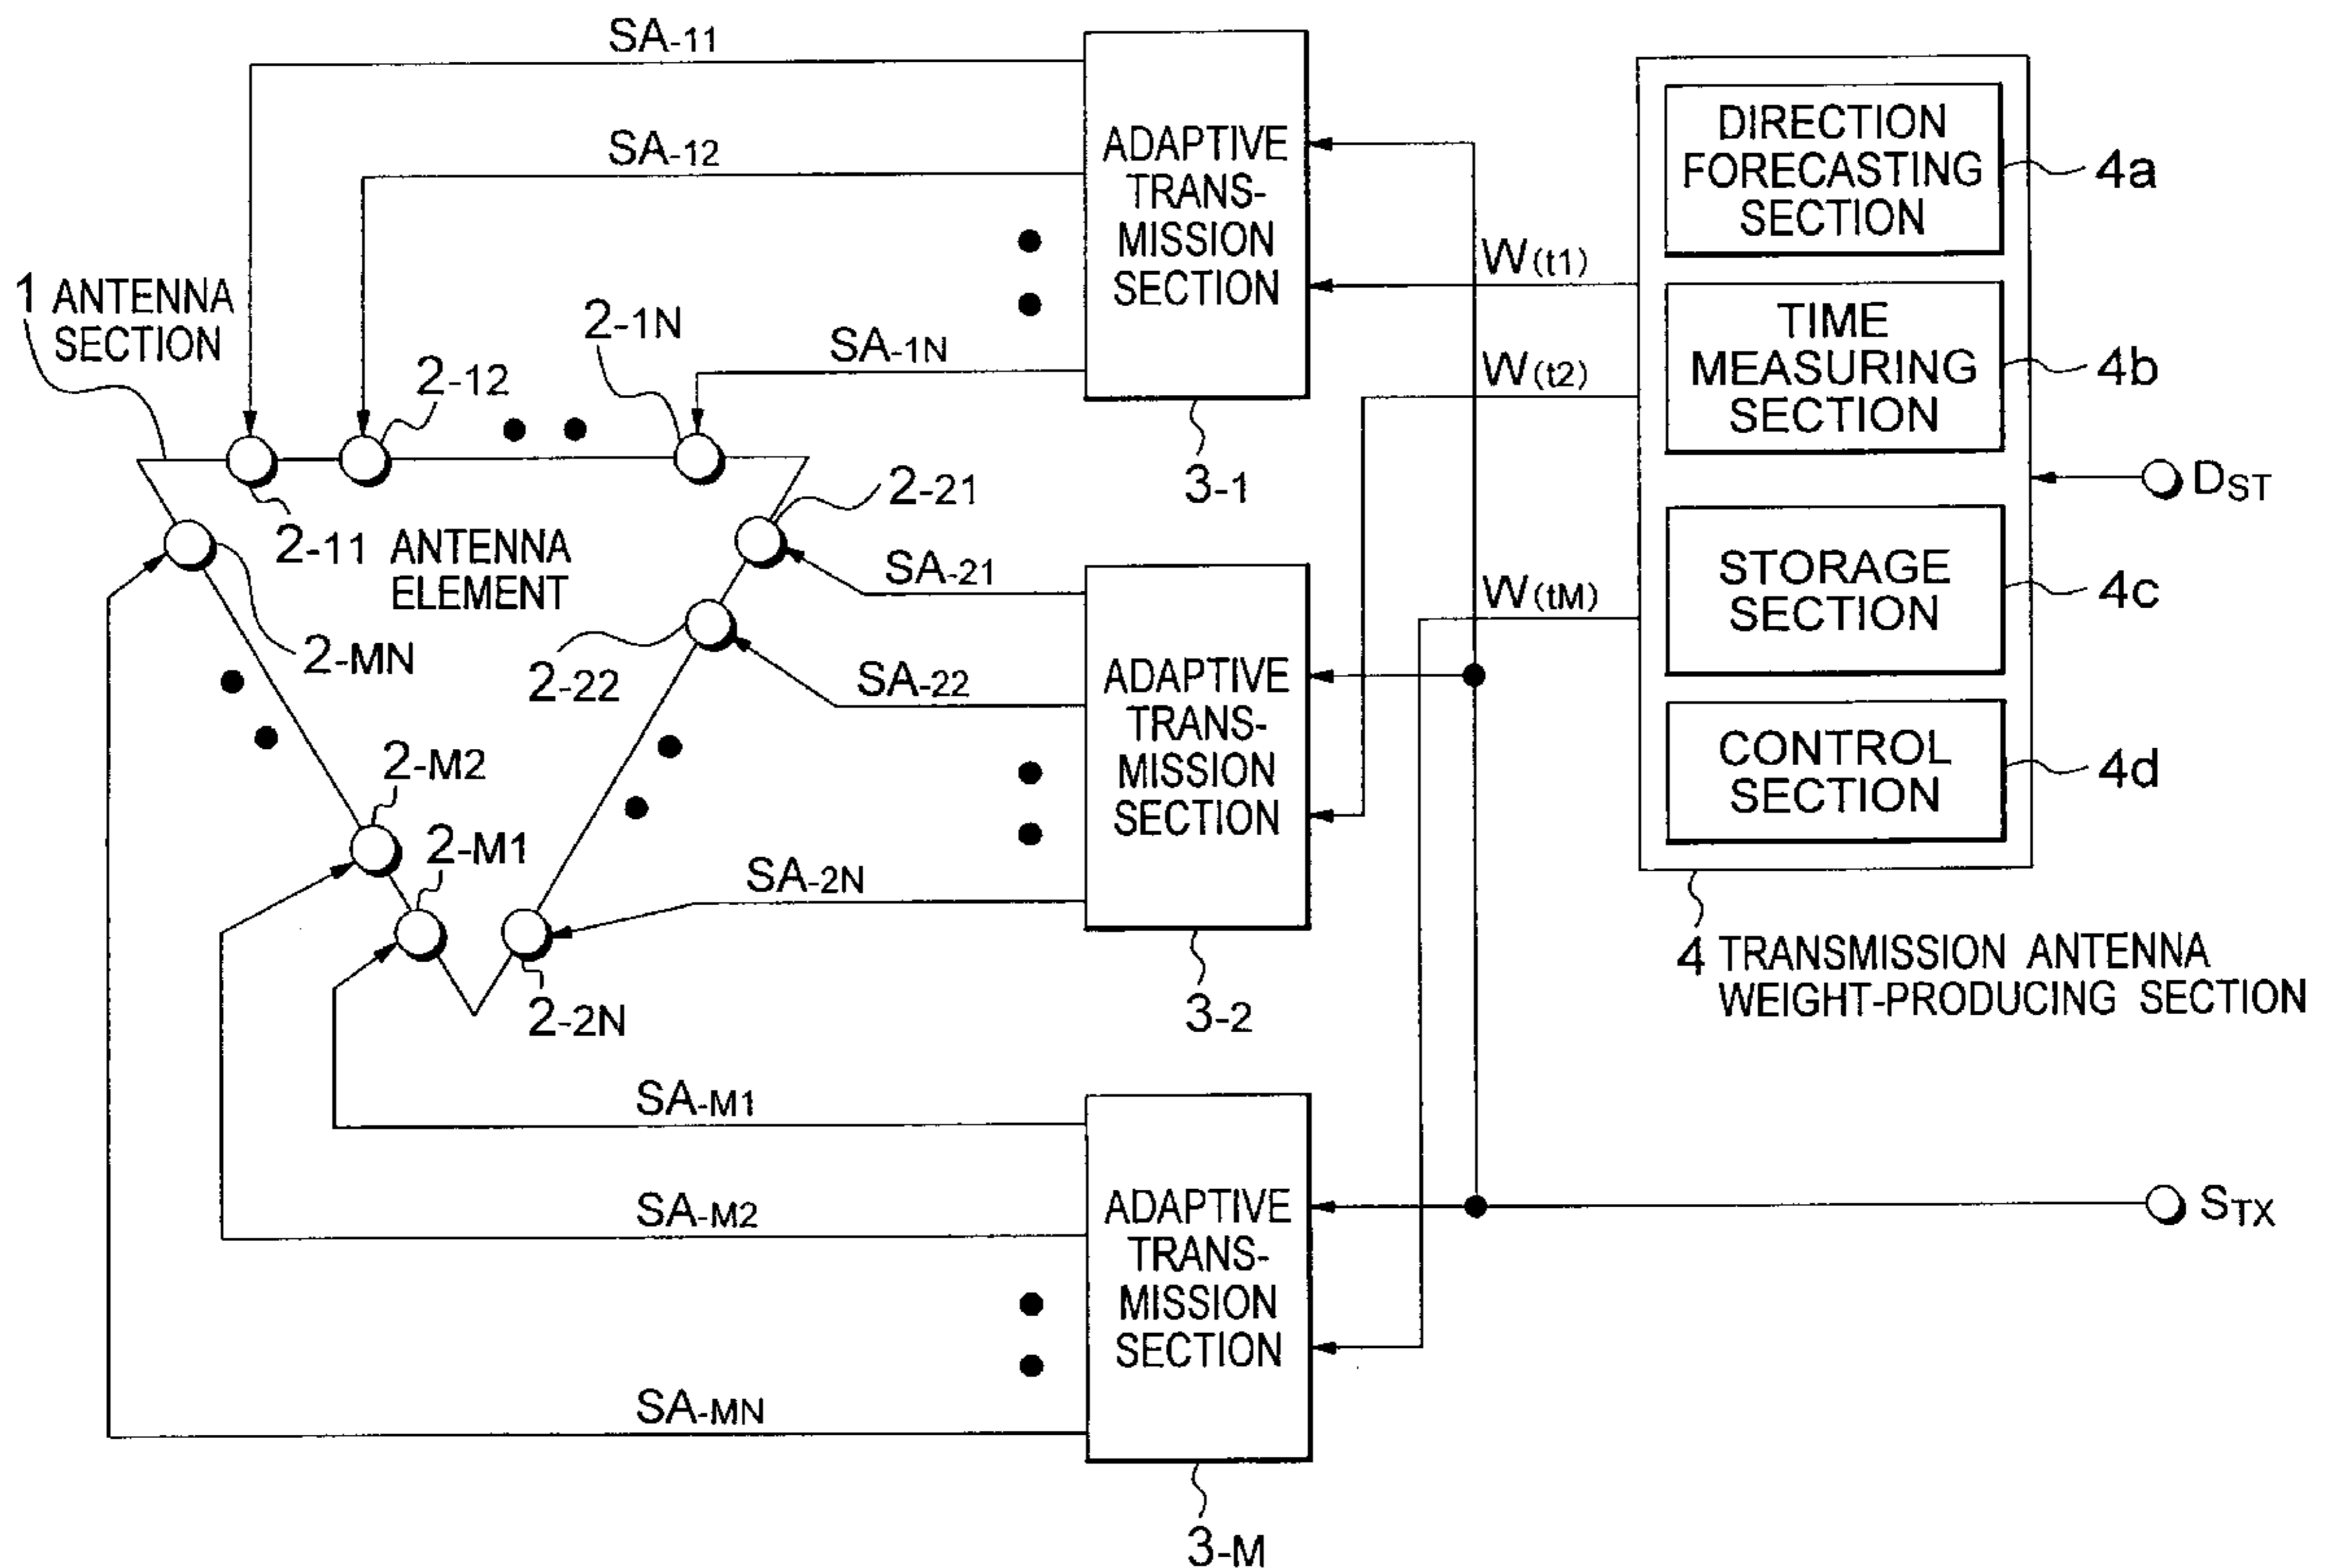 SA-11
SA-12
SA-1N
1 ANTENNA
SECTION
2-11 ANTENNA
ELEMENT
2-12
2-1N
2-21
2-22
2-2N
2-MN
2-M2
2-M1
SA-21
SA-22
SA-2N
SA-M1
SA-M2
SA-MN
ADAPTIVE
TRANS-
MISSION
SECTION
3-1
ADAPTIVE
TRANS-
MISSION
SECTION
3-2
ADAPTIVE
TRANS-
MISSION
SECTION
3-M
W(t1)
W(t2)
W(tM)
DIRECTION
FORECASTING
SECTION
4a
TIME
MEASURING
SECTION
4b
STORAGE
SECTION
4c
CONTROL
SECTION
4d
DST
4 TRANSMISSION ANTENNA
WEIGHT-PRODUCING SECTION
STX